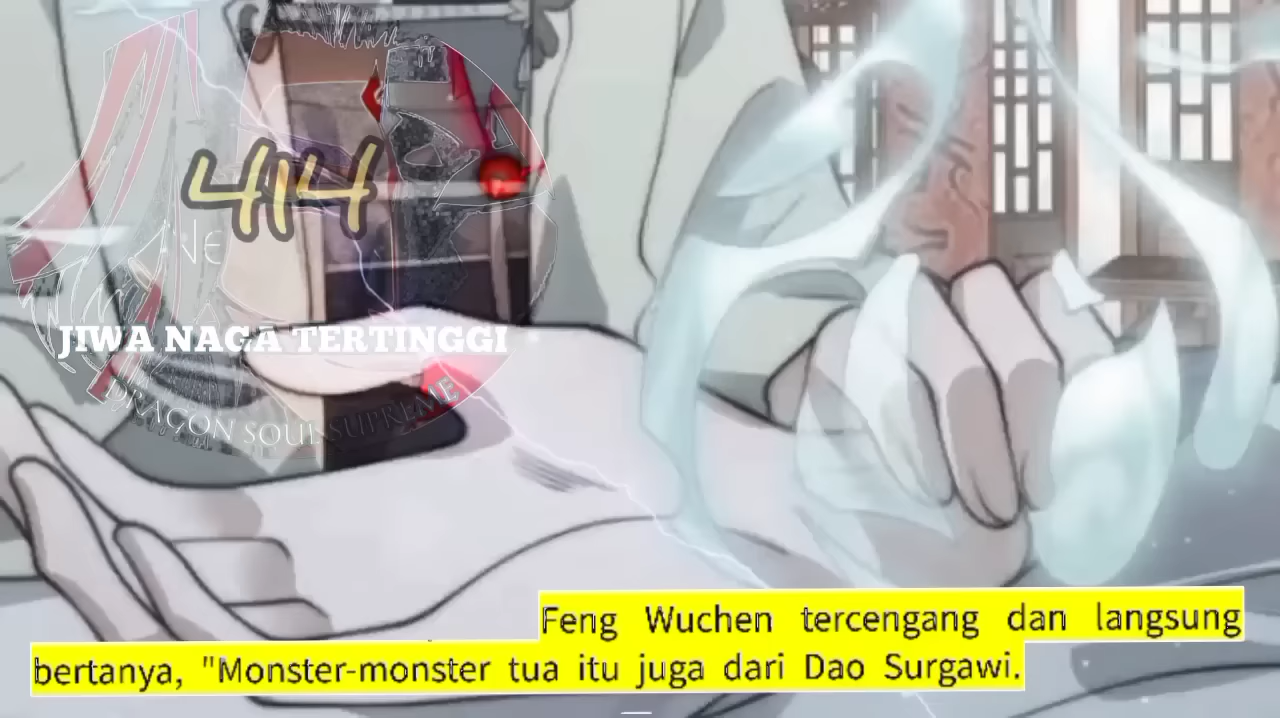 414
NE
JIWA NAGA TERTINGGI
DRAGON SOUL SUPREME
Feng Wuchen tercengang dan langsung
bertanya, "Monster-monster tua itu juga dari Dao Surgawi.